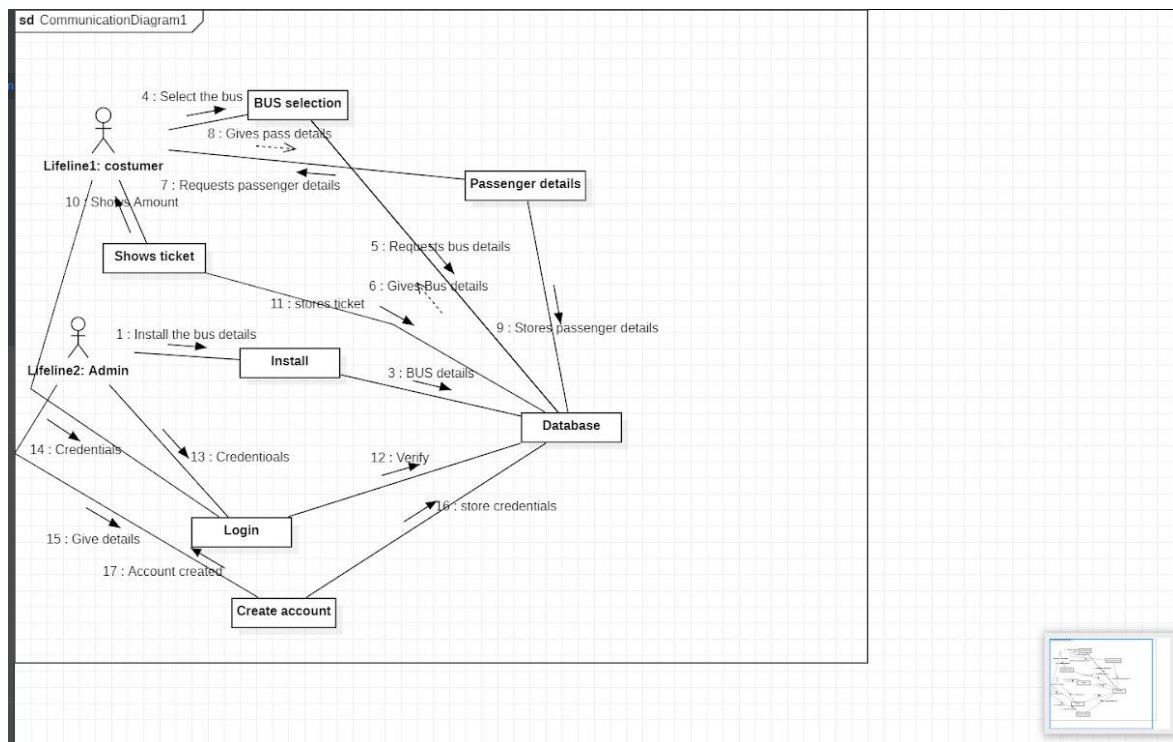 sd CommunicationDiagram1
4 : Select the bus
BUS selection
8 : Gives pass details
Lifeline1: costumer
7 : Requests passenger details
Passenger details
10 : Shows Amount
Shows ticket
5 : Requests bus details
6 : Gives Bus details
11 : stores ticket
9 : Stores passenger details
1 : Install the bus details
Install
Lifeline2: Admin
3 : BUS details
Database
14 : Credentials
13 : Credentioals
12 : Verify
16 : store credentials
Login
15 : Give details
17 : Account created
Create account